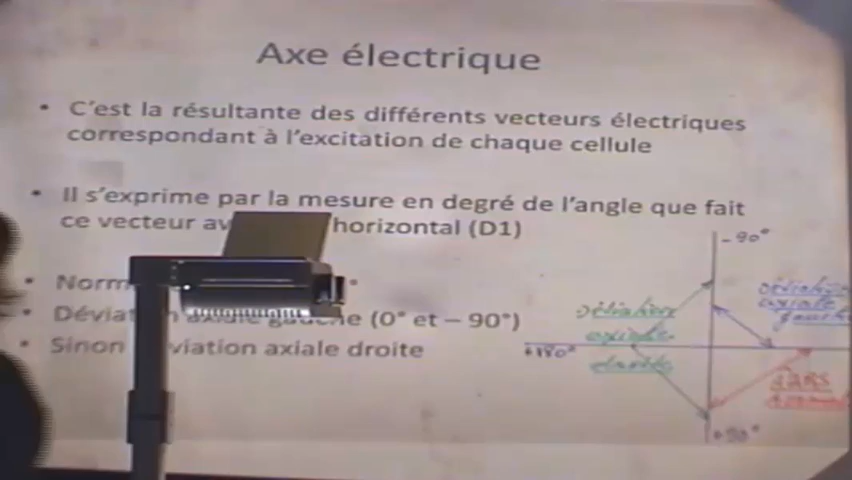 Axe électrique
• C'est la résultante des différents vecteurs électriques
correspondant à l'excitation de chaque cellule
• Il s'exprime par la mesure en degré de l'angle que fait
ce vecteur horizontal (D1)
• Norm °
• Dévia axiale gauche (0° et – 90°)
• Sinon viation axiale droite
- 90°
déviation
axiale
gauche
déviation
axiale
droite
+180°
+90°